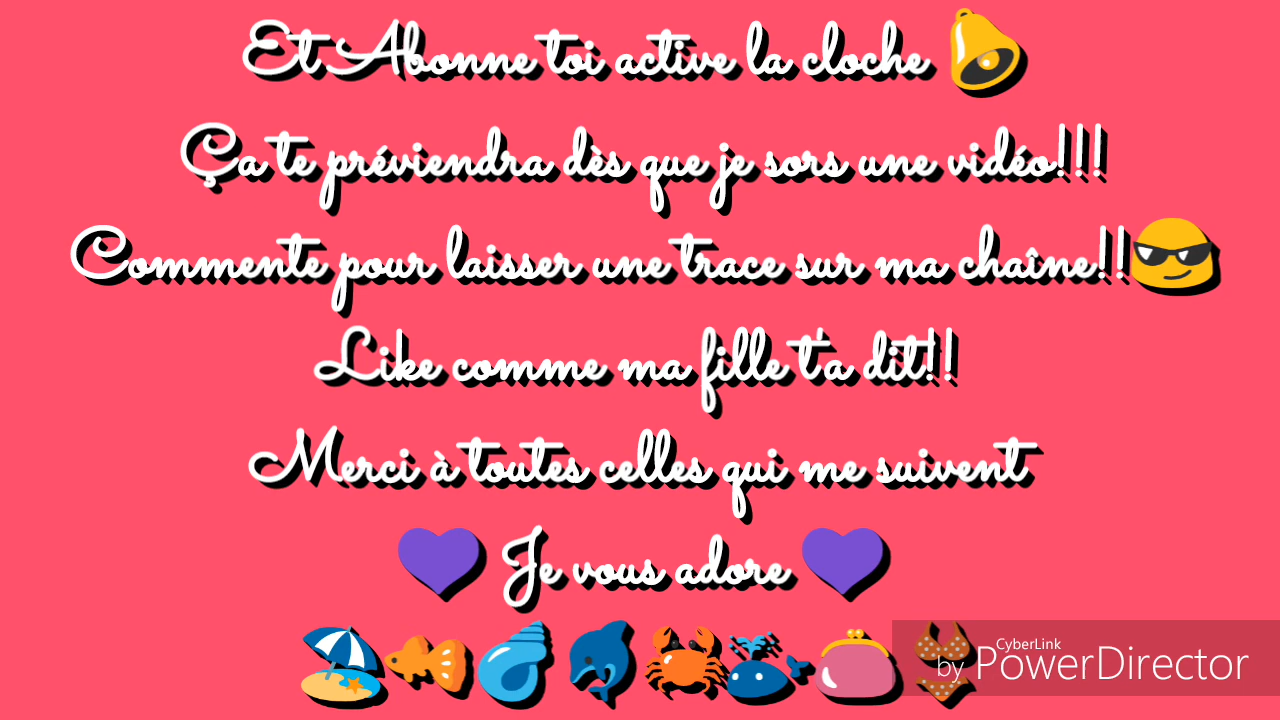 Et Abonne toi active la cloche 🔔
Ça te préviendra dès que je sors une vidéo!!!
Commente pour laisser une trace sur ma chaîne!!😎
Like comme ma fille t'a dit!!
Merci à toutes celles qui me suivent
💜 Je vous adore 💜
🏖🐠🐚🐬🦀🐳👛👙
CyberLink
by PowerDirector